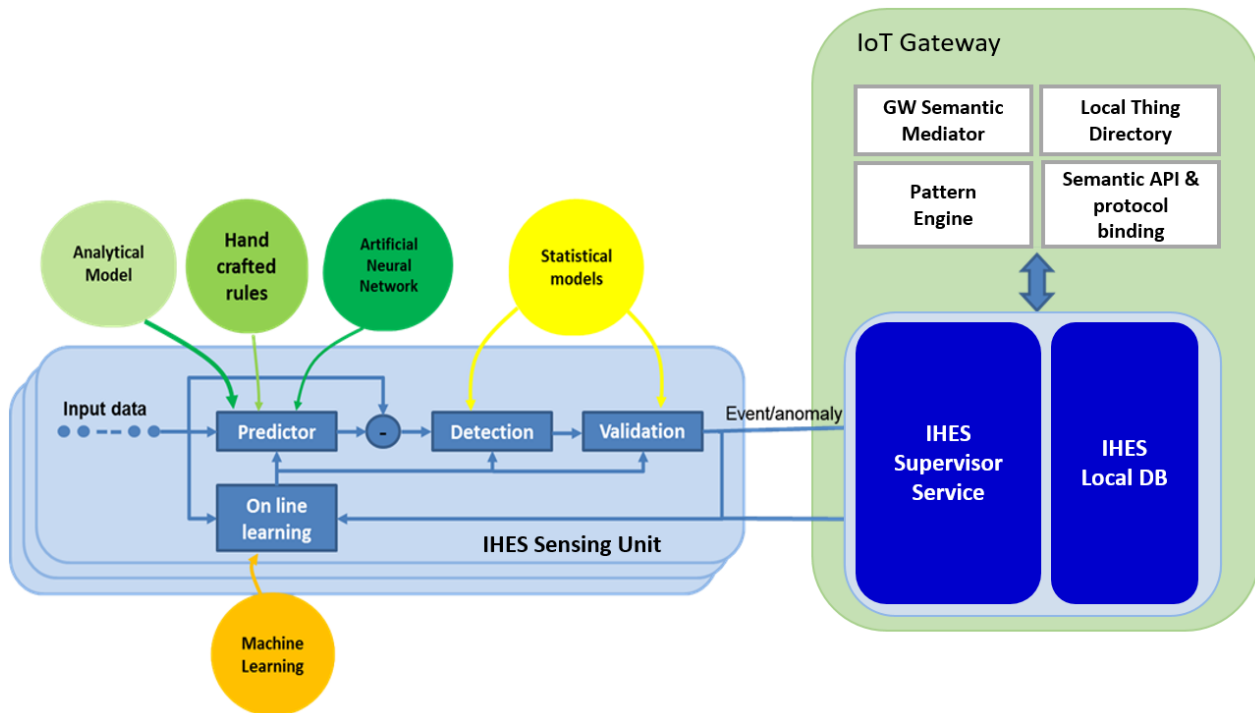 IoT Gateway
GW Semantic
Mediator
Local Thing
Directory
Pattern
Engine
Semantic API &
protocol
binding
Analytical
Model
Hand
crafted
rules
Artificial
Neural
Network
Statistical
models
Input data
Predictor
-
Detection
Validation
Event/anomaly
On line
learning
IHES Sensing Unit
IHES
Supervisor
Service
IHES
Local DB
Machine
Learning